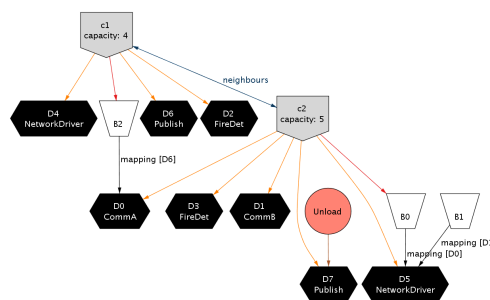 c1
capacity: 4
neighbours
c2
capacity: 5
D4
NetworkDriver
B2
D6
Publish
D2
FireDet
mapping [D6]
D0
CommA
D3
FireDet
D1
CommB
Unload
B0
B1
mapping [D
mapping [D0]
D7
Publish
D5
NetworkDriver